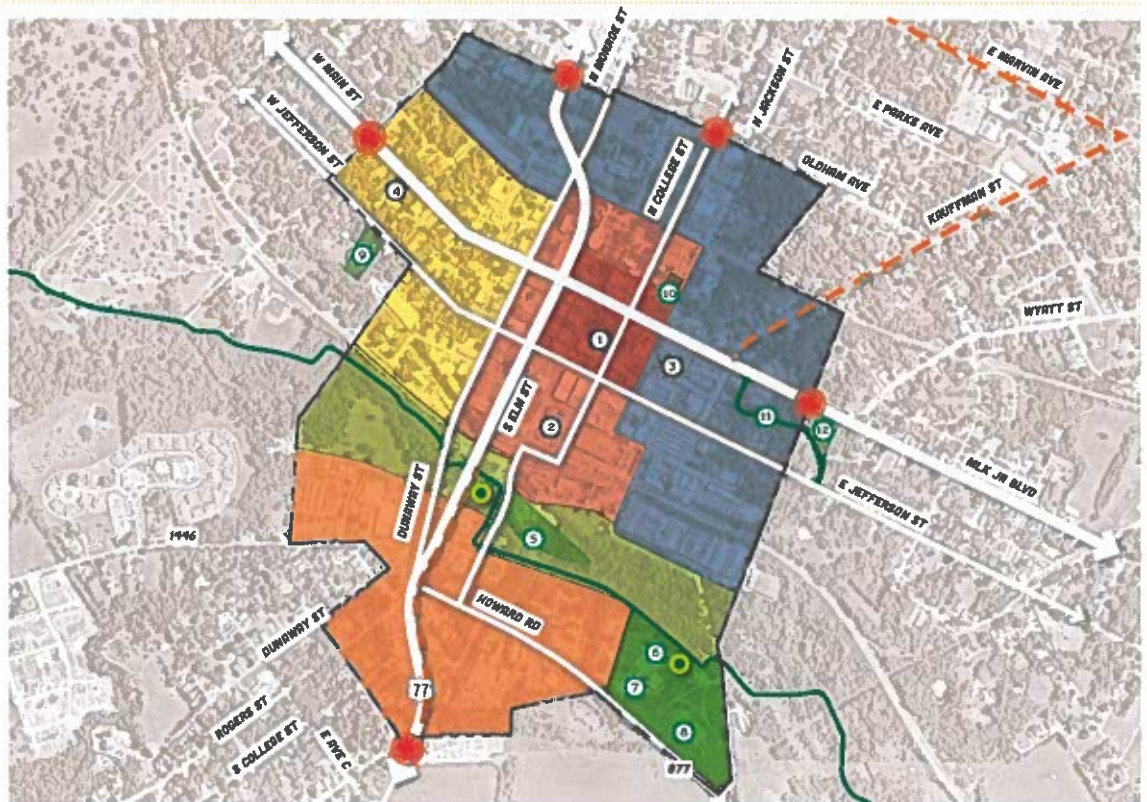 N MONROE ST
E MARVIN AVE
W MAIN ST
N JACKSON ST
E PARKS AVE
W JEFFERSON ST
OLDHAM AVE
N COLLEGE ST
KAUFFMAN ST
4
9
10
WYATT ST
1
3
S ELM ST
11
12
2
MLK JR BLVD
DUNAWAY ST
E JEFFERSON ST
1446
5
HOWARD RD
DUNAWAY ST
6
77
7
ROGERS ST
S COLLEGE ST
E AVE C
8
877